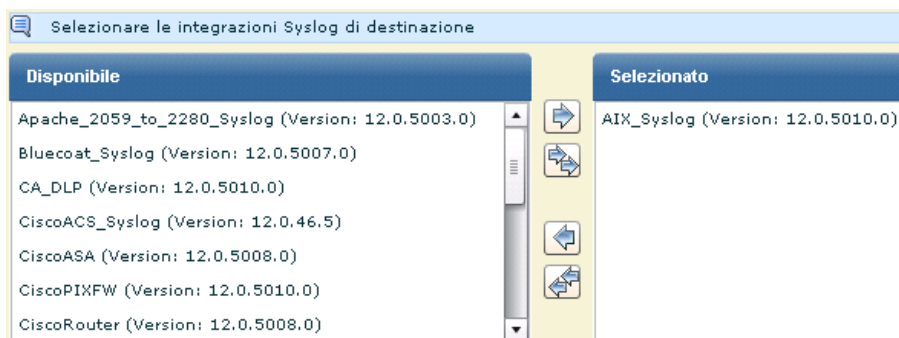 Selezionare le integrazioni Syslog di destinazione
Disponibile
Apache_2059_to_2280_Syslog (Version: 12.0.5003.0)
Bluecoat_Syslog (Version: 12.0.5007.0)
CA_DLP (Version: 12.0.5010.0)
CiscoACS_Syslog (Version: 12.0.46.5)
CiscoASA (Version: 12.0.5008.0)
CiscoPIXFW (Version: 12.0.5010.0)
CiscoRouter (Version: 12.0.5008.0)
Selezionato
AIX_Syslog (Version: 12.0.5010.0)